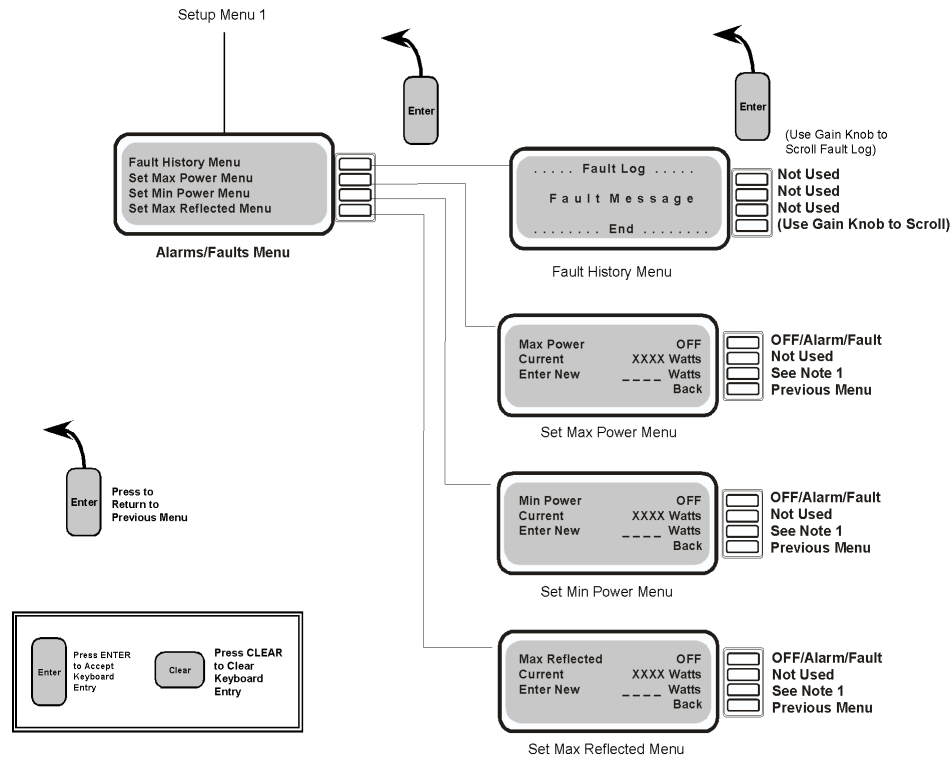 Setup Menu 1
Enter
Enter
(Use Gain Knob to
Scroll Fault Log)
Fault History Menu
Set Max Power Menu
Set Min Power Menu
Set Max Reflected Menu
Alarms/Faults Menu
. . . . . Fault Log . . . . .
Fault Message
. . . . . . . . End . . . . . . . .
Not Used
Not Used
Not Used
(Use Gain Knob to Scroll)
Fault History Menu
Max Power OFF
Current XXXX Watts
Enter New _ _ _ _ Watts
Back
OFF/Alarm/Fault
Not Used
See Note 1
Previous Menu
Set Max Power Menu
Enter
Press to
Return to
Previous Menu
Min Power OFF
Current XXXX Watts
Enter New _ _ _ _ Watts
Back
OFF/Alarm/Fault
Not Used
See Note 1
Previous Menu
Set Min Power Menu
Enter
Press ENTER
to Accept
Keyboard
Entry
Clear
Press CLEAR
to Clear
Keyboard
Entry
Max Reflected OFF
Current XXXX Watts
Enter New _ _ _ _ Watts
Back
OFF/Alarm/Fault
Not Used
See Note 1
Previous Menu
Set Max Reflected Menu